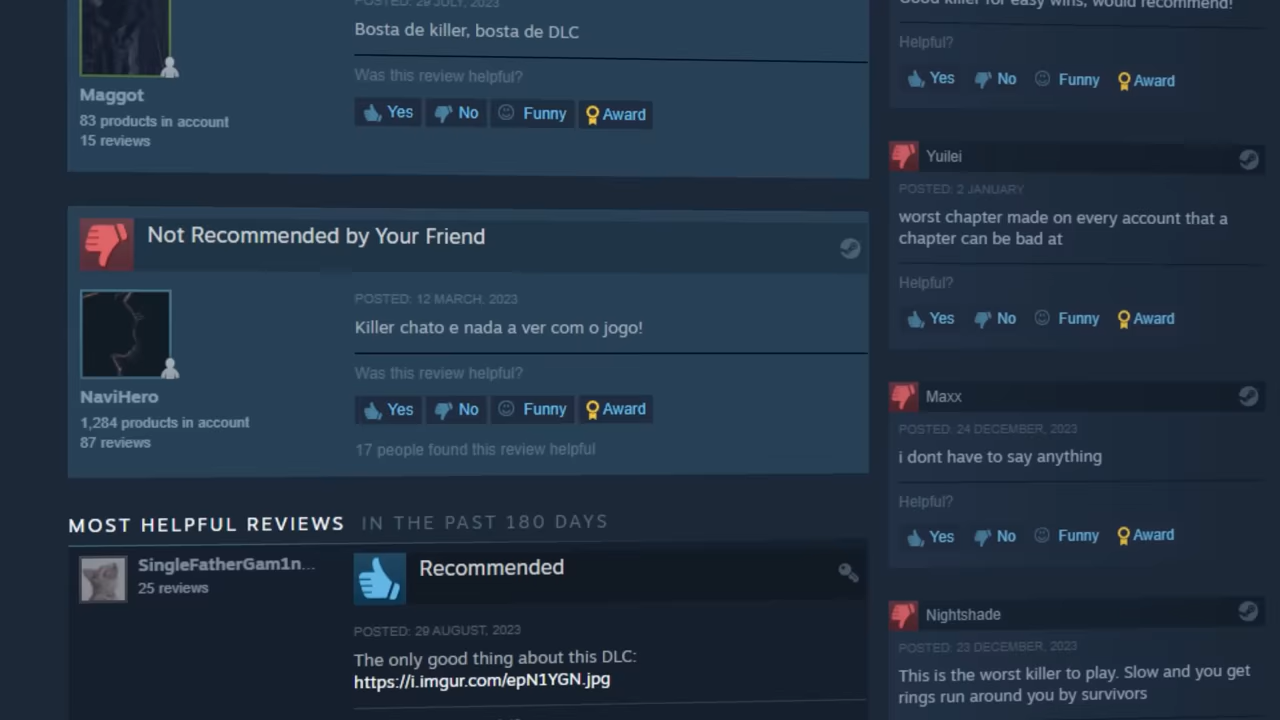 POSTED: 29 JULY, 2023
Bosta de killer, bosta de DLC
Was this review helpful?
Yes No Funny Award
Maggot
83 products in account
15 reviews
Not Recommended by Your Friend
POSTED: 12 MARCH, 2023
Killer chato e nada a ver com o jogo!
Was this review helpful?
Yes No Funny Award
17 people found this review helpful
NaviHero
1,284 products in account
87 reviews
MOST HELPFUL REVIEWS IN THE PAST 180 DAYS
SingleFatherGam1n...
25 reviews
Recommended
POSTED: 29 AUGUST, 2023
The only good thing about this DLC:
https://i.imgur.com/epN1YGN.jpg
Good killer for easy wins, would recommend!
Helpful?
Yes No Funny Award
Yuilei
POSTED: 2 JANUARY
worst chapter made on every account that a
chapter can be bad at
Helpful?
Yes No Funny Award
Maxx
POSTED: 24 DECEMBER, 2023
i dont have to say anything
Helpful?
Yes No Funny Award
Nightshade
POSTED: 23 DECEMBER, 2023
This is the worst killer to play. Slow and you get
rings run around you by survivors